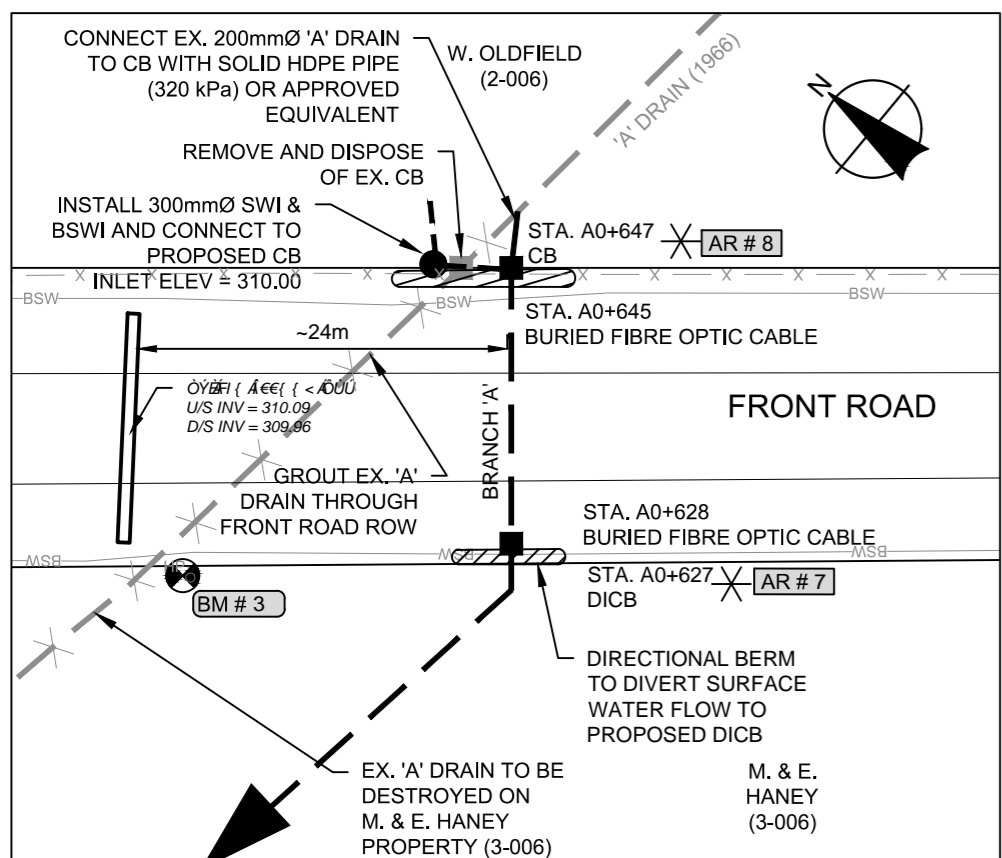 CONNECT EX. 200mmØ 'A' DRAIN
TO CB WITH SOLID HDPE PIPE
(320 kPa) OR APPROVED
EQUIVALENT
W. OLDFIELD
(2-006)
'A' DRAIN (1966)
N
REMOVE AND DISPOSE
OF EX. CB
INSTALL 300mmØ SWI &
BSWI AND CONNECT TO
PROPOSED CB
INLET ELEV = 310.00
STA. A0+647
CB
AR # 8
BSW
BSW
BSW
STA. A0+645
BURIED FIBRE OPTIC CABLE
~24m
U/S INV = 310.09
D/S INV = 309.96
FRONT ROAD
BRANCH 'A'
GROUT EX. 'A'
DRAIN THROUGH
FRONT ROAD ROW
STA. A0+628
BURIED FIBRE OPTIC CABLE
BSW
BSW
BSW
STA. A0+627
DICB
AR # 7
BM # 3
DIRECTIONAL BERM
TO DIVERT SURFACE
WATER FLOW TO
PROPOSED DICB
EX. 'A' DRAIN TO BE
DESTROYED ON
M. & E. HANEY
PROPERTY (3-006)
M. & E.
HANEY
(3-006)